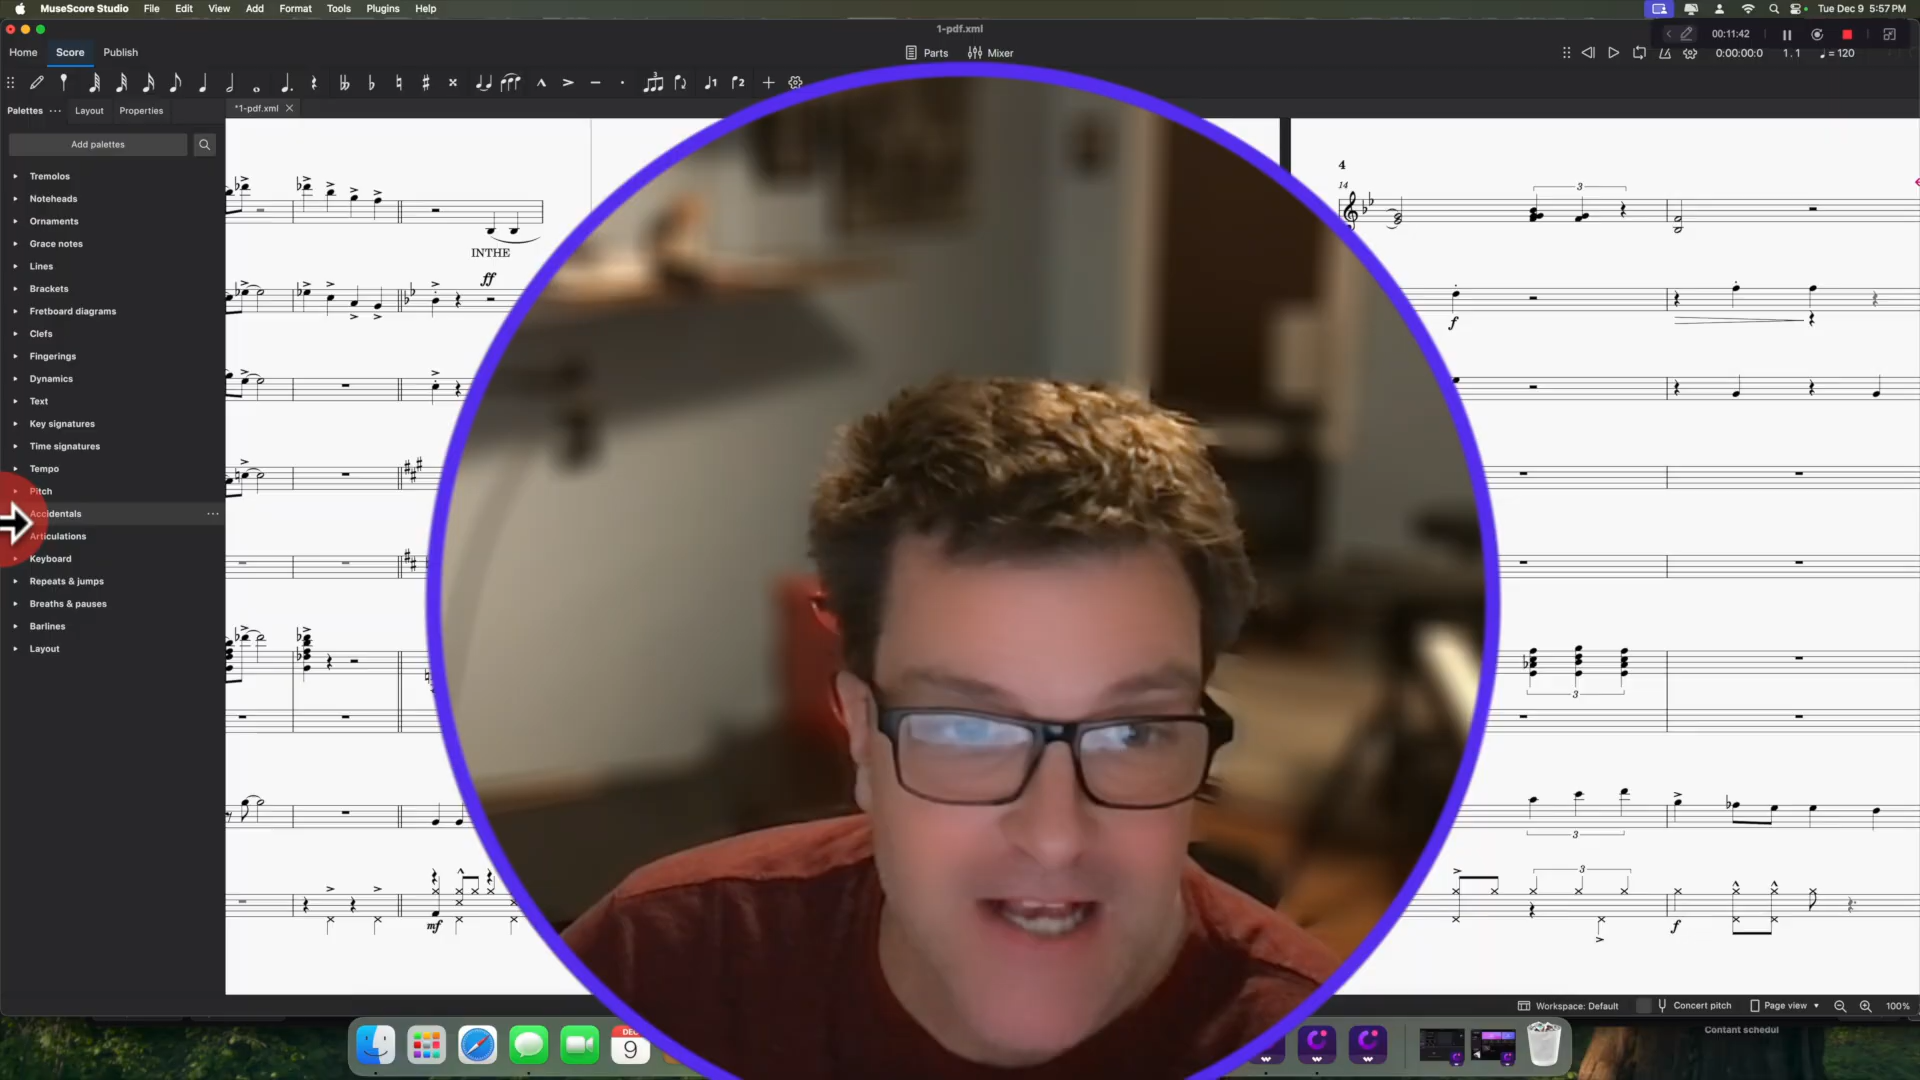 MuseScore Studio File Edit View Add Format Tools Plugins Help Tue Dec 9 5:57 PM
1-pdf.xml
00:11:42
Home Score Publish Parts Mixer 0:00:00:0 1. 1 = 120
Palettes Layout Properties *1-pdf.xml
Add palettes
Tremolos
Noteheads
Ornaments
Grace notes
Lines
Brackets
Fretboard diagrams
Clefs
Fingerings
Dynamics
Text
Key signatures
Time signatures
Tempo
Pitch
Accidentals
Articulations
Keyboard
Repeats & jumps
Breaths & pauses
Barlines
Layout
INTHE
ff
mf
4
14
3
f
3
3
3
f
Workspace: Default Concert pitch Page view 100%
DEC
9
Contant schedul